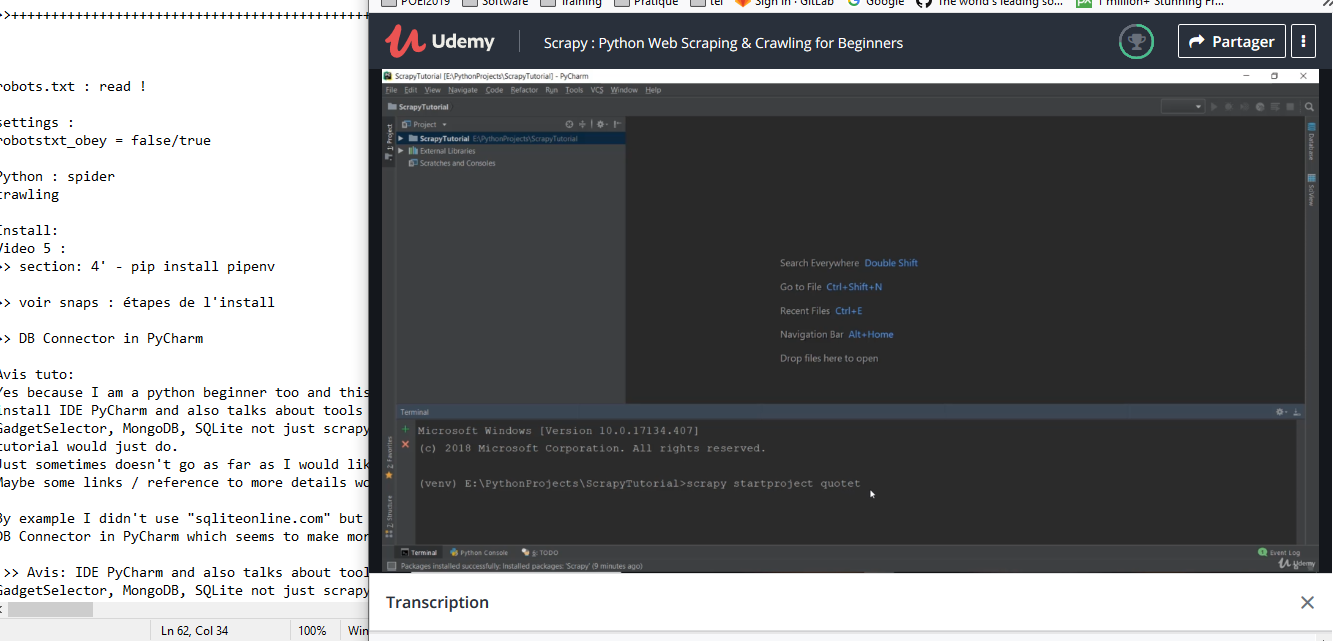 >>++++++++++++++++++++++++++++++++++++++++++++
robots.txt : read !
settings :
robotstxt_obey = false/true
Python : spider
crawling
Install:
Video 5 :
>> section: 4' - pip install pipenv
>> voir snaps : étapes de l'install
>> DB Connector in PyCharm
Avis tuto:
Yes because I am a python beginner too and this
install IDE PyCharm and also talks about tools
GadgetSelector, MongoDB, SQLite not just scrapy
tutorial would just do.
Just sometimes doesn't go as far as I would lik
Maybe some links / reference to more details wo
By example I didn't use "sqliteonline.com" but
DB Connector in PyCharm which seems to make mor
>> Avis: IDE PyCharm and also talks about tool
GadgetSelector, MongoDB, SQLite not just scrapy
Ln 62, Col 34 100% Win
POEI2019 Software Training Pratique tel Sign in · GitLab Google The world's leading so... 1 million+ Stunning Fr...
Udemy Scrapy : Python Web Scraping & Crawling for Beginners Partager
ScrapyTutorial [E:\PythonProjects\ScrapyTutorial] - PyCharm
File Edit View Navigate Code Refactor Run Tools VCS Window Help
ScrapyTutorial
Project
1: Project
ScrapyTutorial E:\PythonProjects\ScrapyTutorial
External Libraries
Scratches and Consoles
Database
SciView
Search Everywhere Double Shift
Go to File Ctrl+Shift+N
Recent Files Ctrl+E
Navigation Bar Alt+Home
Drop files here to open
Terminal
Microsoft Windows [Version 10.0.17134.407]
(c) 2018 Microsoft Corporation. All rights reserved.
(venv) E:\PythonProjects\ScrapyTutorial>scrapy startproject quotet
2: Favorites
7: Structure
Terminal Python Console 6: TODO Event Log
Packages installed successfully: Installed packages: 'Scrapy' (9 minutes ago)
Udemy
Transcription